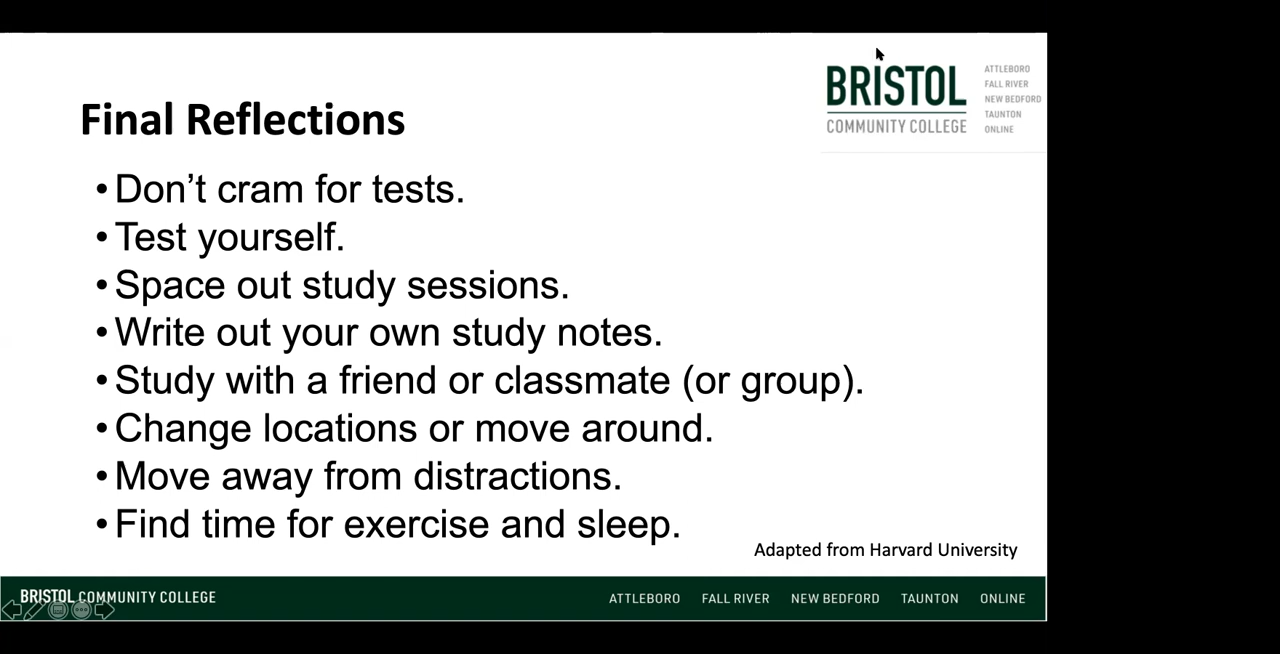 BRISTOL
COMMUNITY COLLEGE
ATTLEBORO
FALL RIVER
NEW BEDFORD
TAUNTON
ONLINE
Final Reflections
•Don’t cram for tests.
•Test yourself.
•Space out study sessions.
•Write out your own study notes.
•Study with a friend or classmate (or group).
•Change locations or move around.
•Move away from distractions.
•Find time for exercise and sleep.
Adapted from Harvard University
BRISTOL COMMUNITY COLLEGE
ATTLEBORO FALL RIVER NEW BEDFORD TAUNTON ONLINE